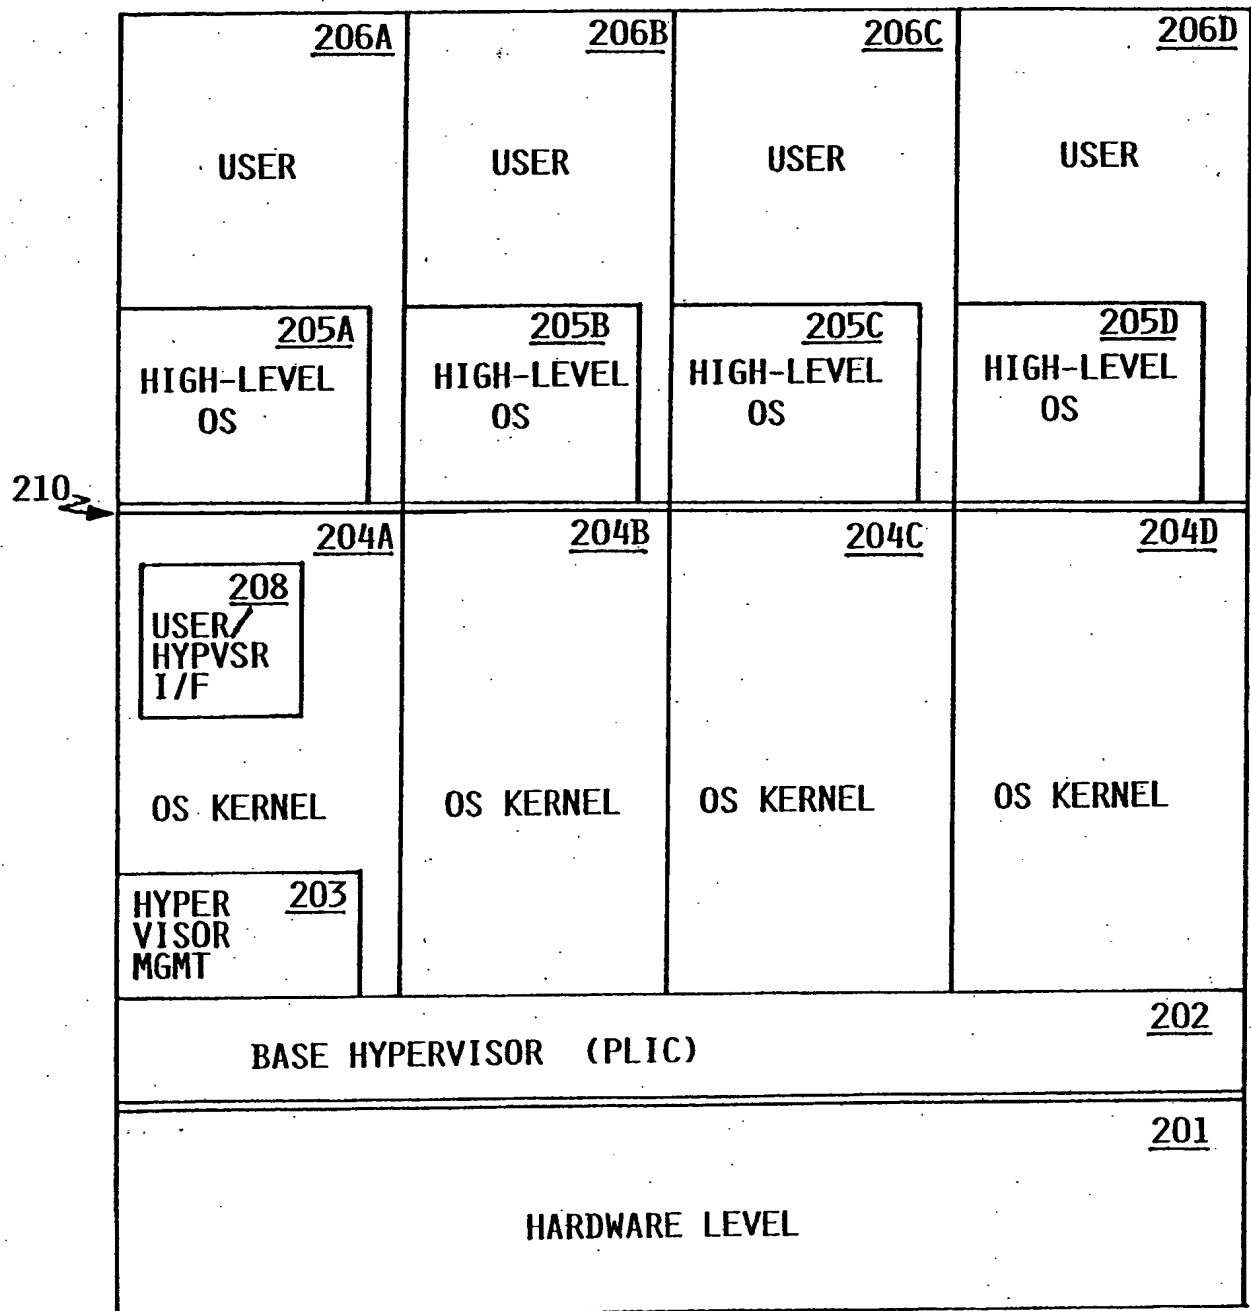 206A 206B 206C 206D
USER USER USER USER
205A 205B 205C 205D
HIGH-LEVEL HIGH-LEVEL HIGH-LEVEL HIGH-LEVEL
OS OS OS OS
210
204A 204B 204C 204D
208
USER/
HYPVSR
I/F
OS KERNEL OS KERNEL OS KERNEL OS KERNEL
203
HYPER
VISOR
MGMT
202
BASE HYPERVISOR (PLIC)
201
HARDWARE LEVEL